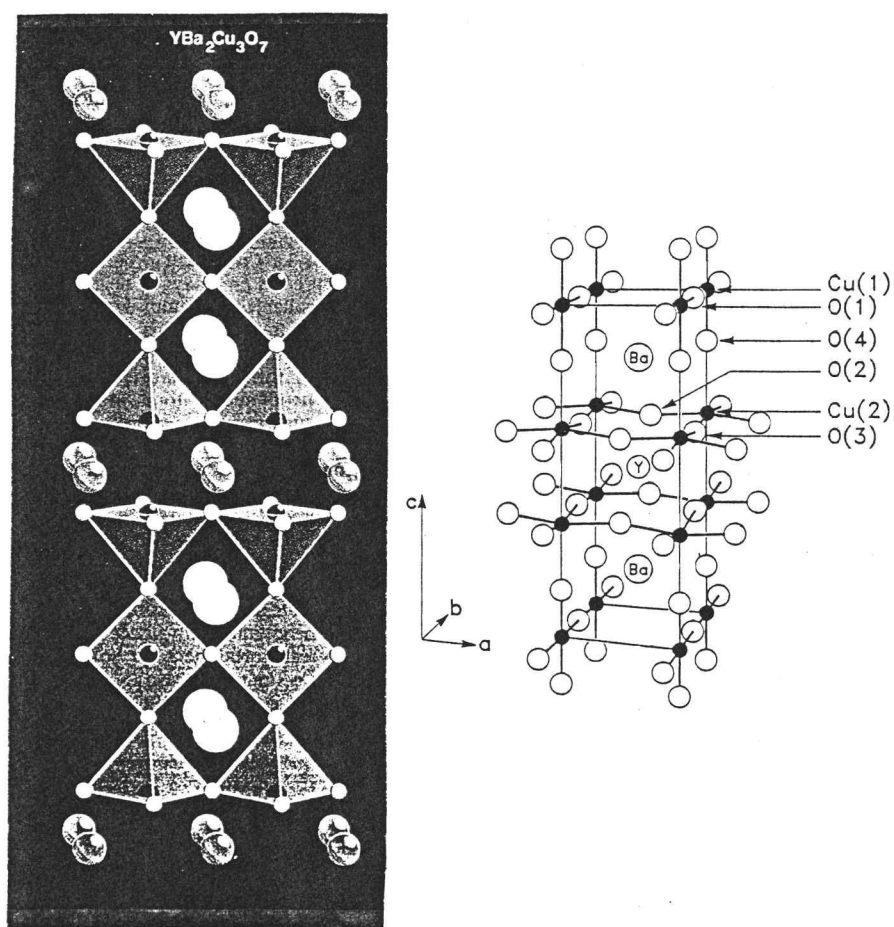 YBa2Cu3O7
Cu(1)
O(1)
O(4)
Ba
O(2)
Cu(2)
O(3)
Y
c
Ba
b
a